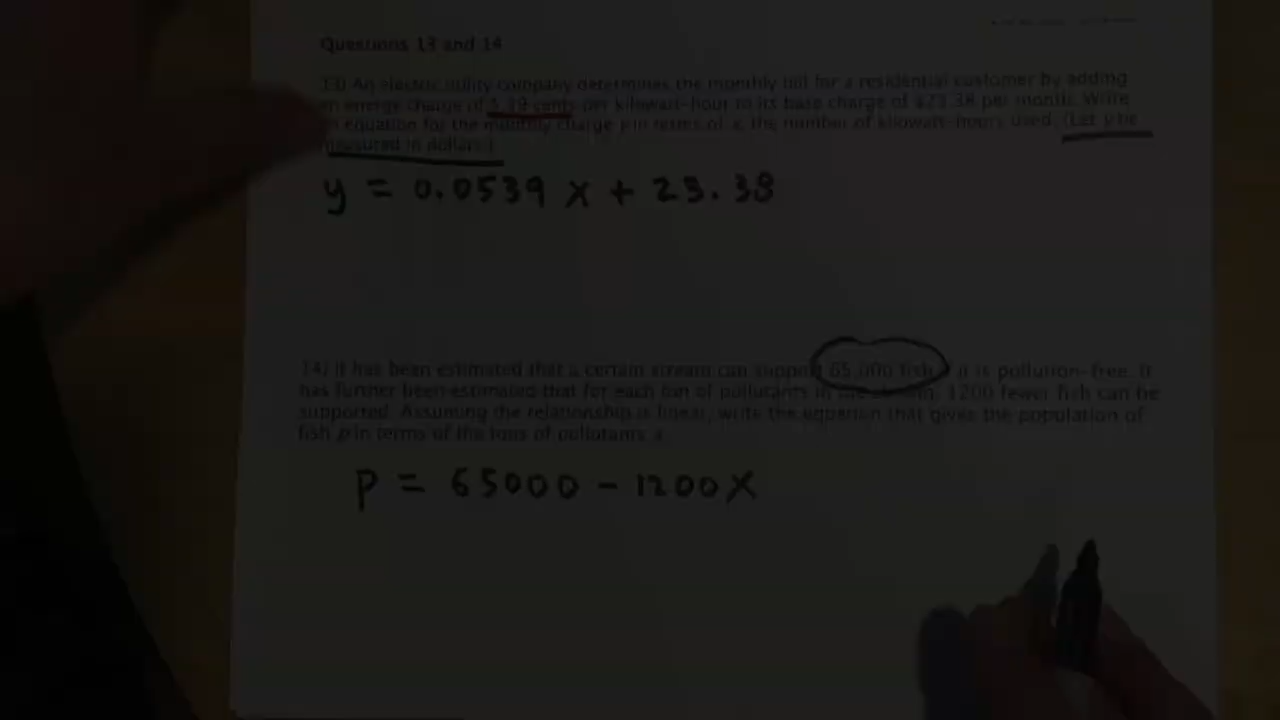 Questions 13 and 14
13) An electric utility company determines the monthly bill for a residential customer by adding
an energy charge of 5.39 cents per kilowatt-hour to its base charge of $23.38 per month. Write
an equation for the monthly charge y in terms of x, the number of kilowatt-hours used. (Let y be
measured in dollars.)
y = 0.0539 x + 23.38
14) It has been estimated that a certain stream can support 65,000 fish if it is pollution-free. It
has further been estimated that for each ton of pollutants in the stream, 1200 fewer fish can be
supported. Assuming the relationship is linear, write the equation that gives the population of
fish p in terms of the tons of pollutants x
P = 65000 - 1200 X